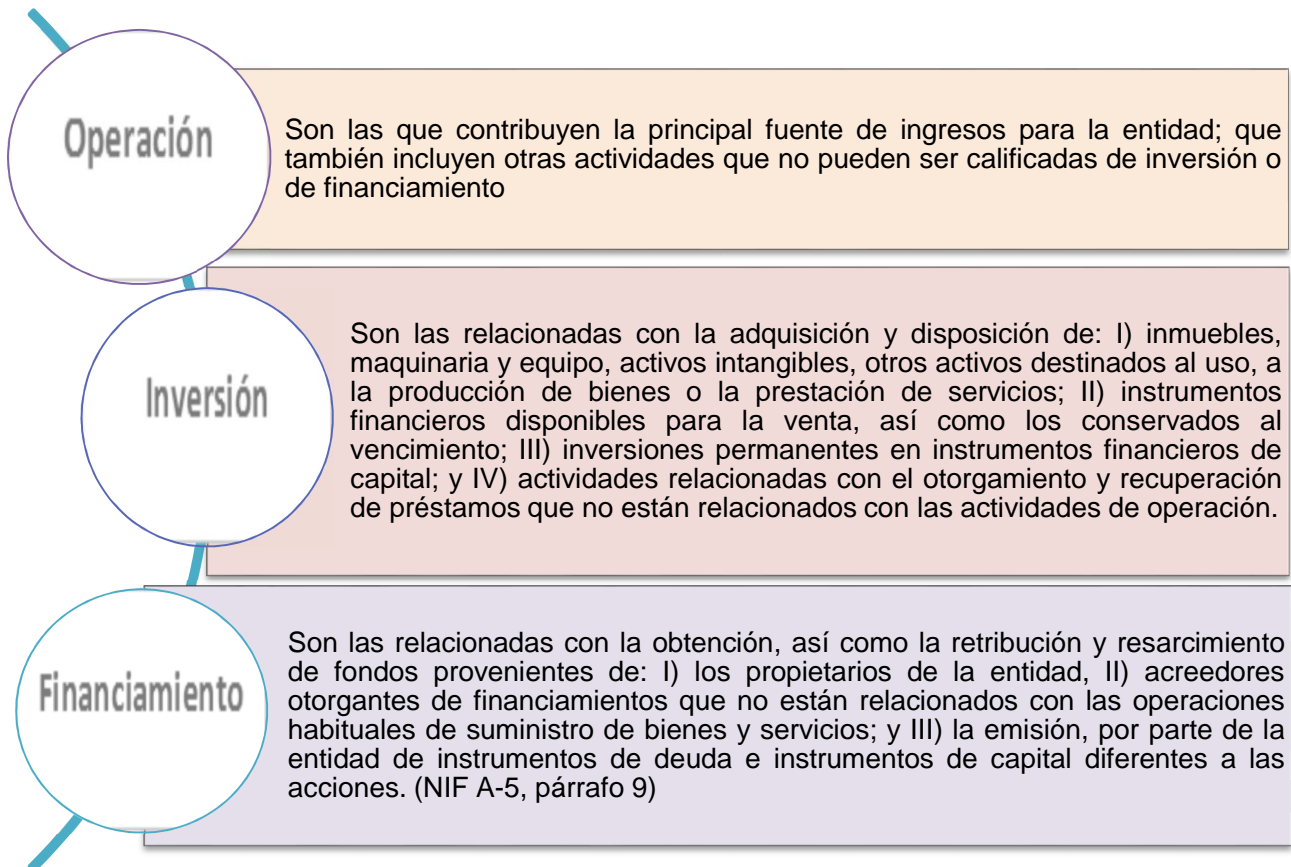 Operación
Son las que contribuyen la principal fuente de ingresos para la entidad; que
también incluyen otras actividades que no pueden ser calificadas de inversión o
de financiamiento
Inversión
Son las relacionadas con la adquisición y disposición de: I) inmuebles,
maquinaria y equipo, activos intangibles, otros activos destinados al uso, a
la producción de bienes o la prestación de servicios; II) instrumentos
financieros disponibles para la venta, así como los conservados al
vencimiento; III) inversiones permanentes en instrumentos financieros de
capital; y IV) actividades relacionadas con el otorgamiento y recuperación
de préstamos que no están relacionados con las actividades de operación.
Financiamiento
Son las relacionadas con la obtención, así como la retribución y resarcimiento
de fondos provenientes de: I) los propietarios de la entidad, II) acreedores
otorgantes de financiamientos que no están relacionados con las operaciones
habituales de suministro de bienes y servicios; y III) la emisión, por parte de la
entidad de instrumentos de deuda e instrumentos de capital diferentes a las
acciones. (NIF A-5, párrafo 9)